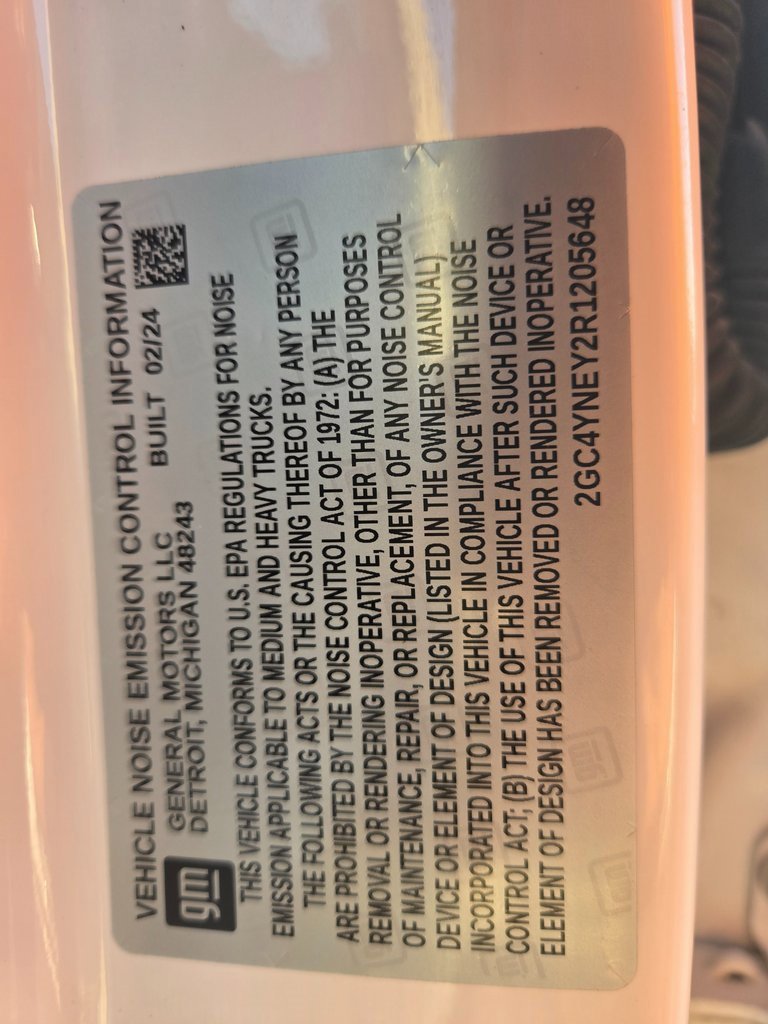 VEHICLE NOISE EMISSION CONTROL INFORMATION
gm
GENERAL MOTORS LLC BUILT 02/24
DETROIT, MICHIGAN 48243
THIS VEHICLE CONFORMS TO U.S. EPA REGULATIONS FOR NOISE
EMISSION APPLICABLE TO MEDIUM AND HEAVY TRUCKS.
THE FOLLOWING ACTS OR THE CAUSING THEREOF BY ANY PERSON
ARE PROHIBITED BY THE NOISE CONTROL ACT OF 1972: (A) THE
REMOVAL OR RENDERING INOPERATIVE, OTHER THAN FOR PURPOSES
OF MAINTENANCE, REPAIR, OR REPLACEMENT, OF ANY NOISE CONTROL
DEVICE OR ELEMENT OF DESIGN (LISTED IN THE OWNER'S MANUAL)
INCORPORATED INTO THIS VEHICLE IN COMPLIANCE WITH THE NOISE
CONTROL ACT; (B) THE USE OF THIS VEHICLE AFTER SUCH DEVICE OR
ELEMENT OF DESIGN HAS BEEN REMOVED OR RENDERED INOPERATIVE.
2GC4YNEY2R1205648